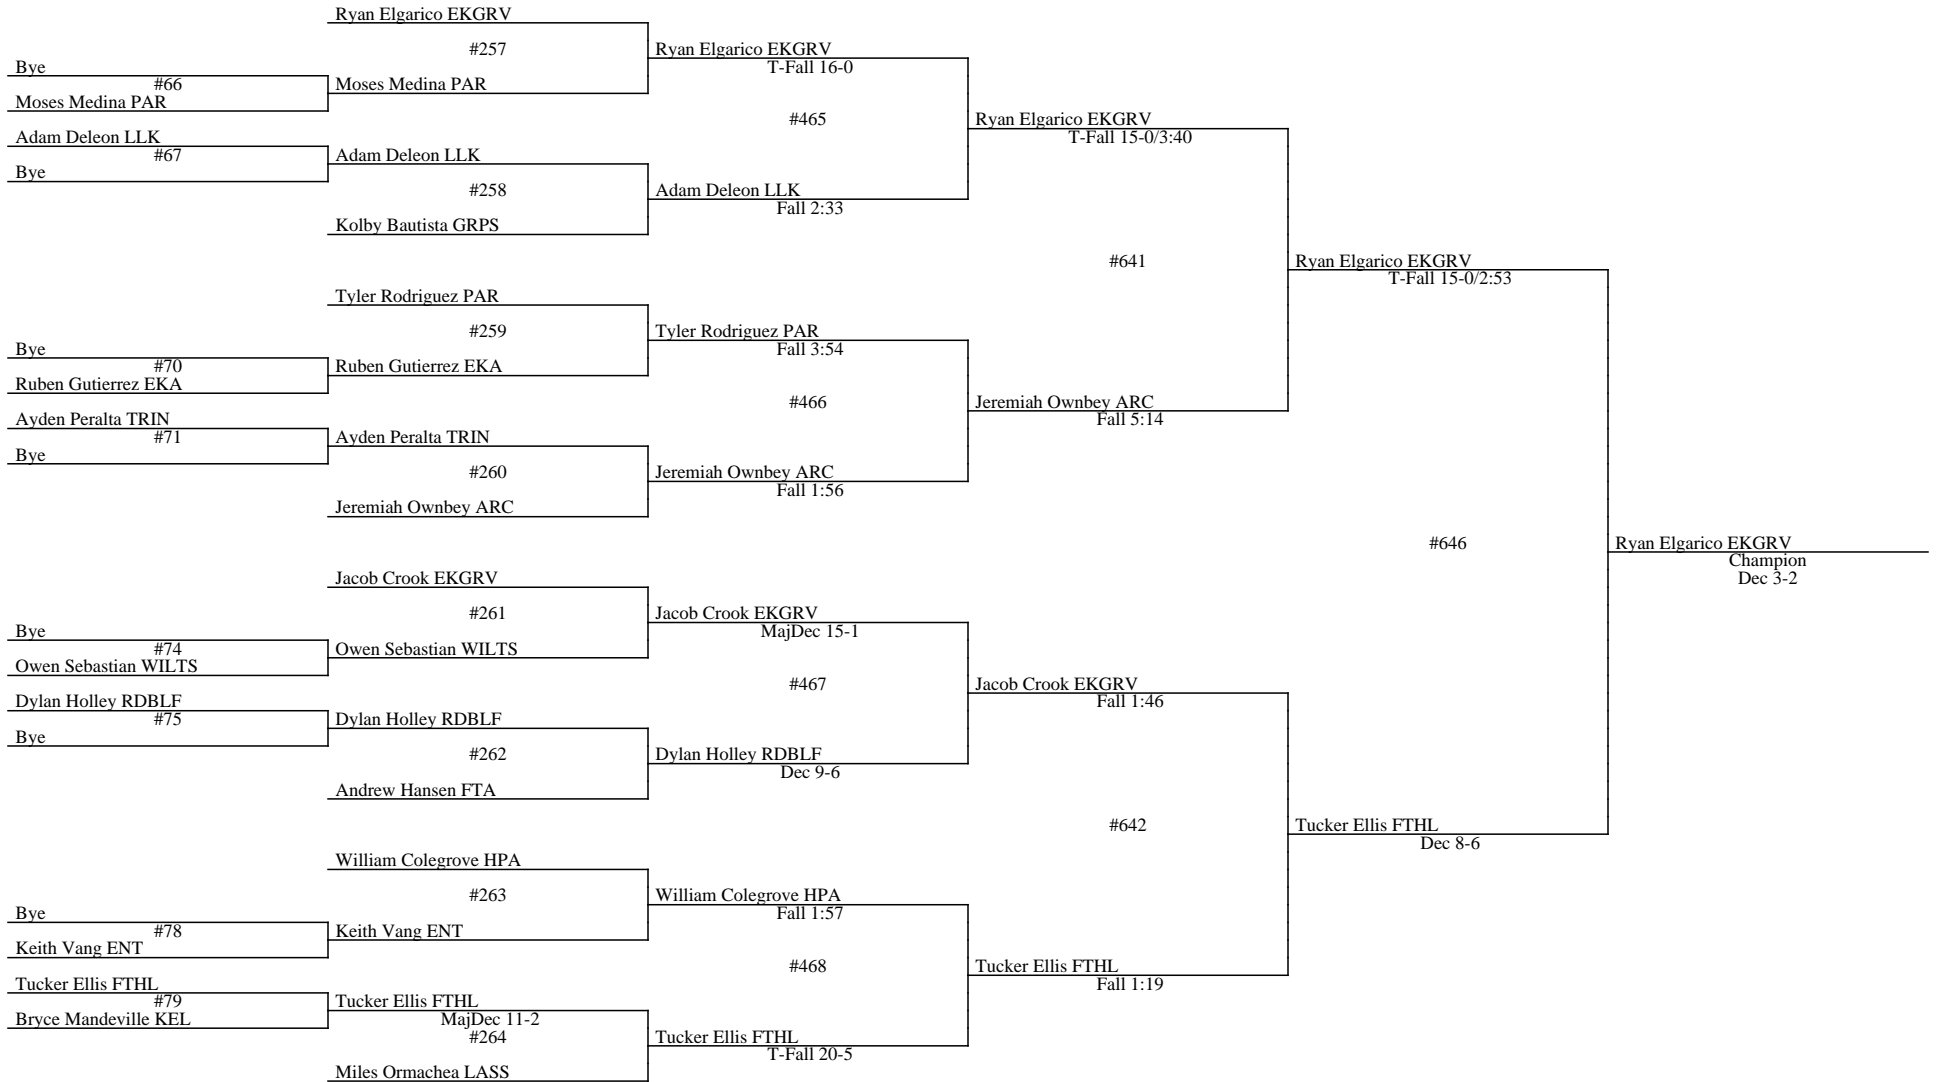 Ryan Elgarico EKGRV
#257
Ryan Elgarico EKGRV
T-Fall 16-0
Bye
#66
Moses Medina PAR
Moses Medina PAR
#465
Ryan Elgarico EKGRV
T-Fall 15-0/3:40
Adam Deleon LLK
#67
Adam Deleon LLK
Bye
#258
Adam Deleon LLK
Fall 2:33
Kolby Bautista GRPS
#641
Ryan Elgarico EKGRV
T-Fall 15-0/2:53
Tyler Rodriguez PAR
#259
Tyler Rodriguez PAR
Fall 3:54
Bye
#70
Ruben Gutierrez EKA
Ruben Gutierrez EKA
#466
Jeremiah Ownbey ARC
Fall 5:14
Ayden Peralta TRIN
#71
Ayden Peralta TRIN
Bye
#260
Jeremiah Ownbey ARC
Fall 1:56
Jeremiah Ownbey ARC
#646
Ryan Elgarico EKGRV
Champion
Dec 3-2
Jacob Crook EKGRV
#261
Jacob Crook EKGRV
MajDec 15-1
Bye
#74
Owen Sebastian WILTS
Owen Sebastian WILTS
#467
Jacob Crook EKGRV
Fall 1:46
Dylan Holley RDBLF
#75
Dylan Holley RDBLF
Bye
#262
Dylan Holley RDBLF
Dec 9-6
Andrew Hansen FTA
#642
Tucker Ellis FTHL
Dec 8-6
William Colegrove HPA
#263
William Colegrove HPA
Fall 1:57
Bye
#78
Keith Vang ENT
Keith Vang ENT
#468
Tucker Ellis FTHL
Fall 1:19
Tucker Ellis FTHL
#79
Bryce Mandeville KEL
Tucker Ellis FTHL
MajDec 11-2
#264
Tucker Ellis FTHL
T-Fall 20-5
Miles Ormachea LASS